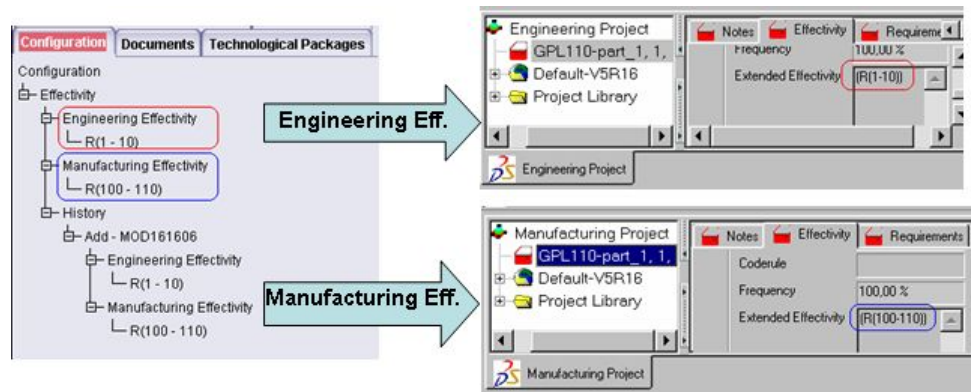 Configuration Documents Technological Packages
Configuration
Effectivity
Engineering Effectivity
R(1 - 10)
Manufacturing Effectivity
R(100 - 110)
History
Add - MOD161606
Engineering Effectivity
R(1 - 10)
Manufacturing Effectivity
R(100 - 110)
Engineering Eff.
Manufacturing Eff.
Engineering Project
GPL110-part_1, 1,
Default-V5R16
Project Library
Engineering Project
Notes Effectivity Requireme
Frequency 100,00 %
Extended Effectivity (R(1-10))
Manufacturing Project
GPL110-part_1, 1,
Default-V5R16
Project Library
Manufacturing Project
Notes Effectivity Requirements
Coderule
Frequency 100,00 %
Extended Effectivity (R(100-110))